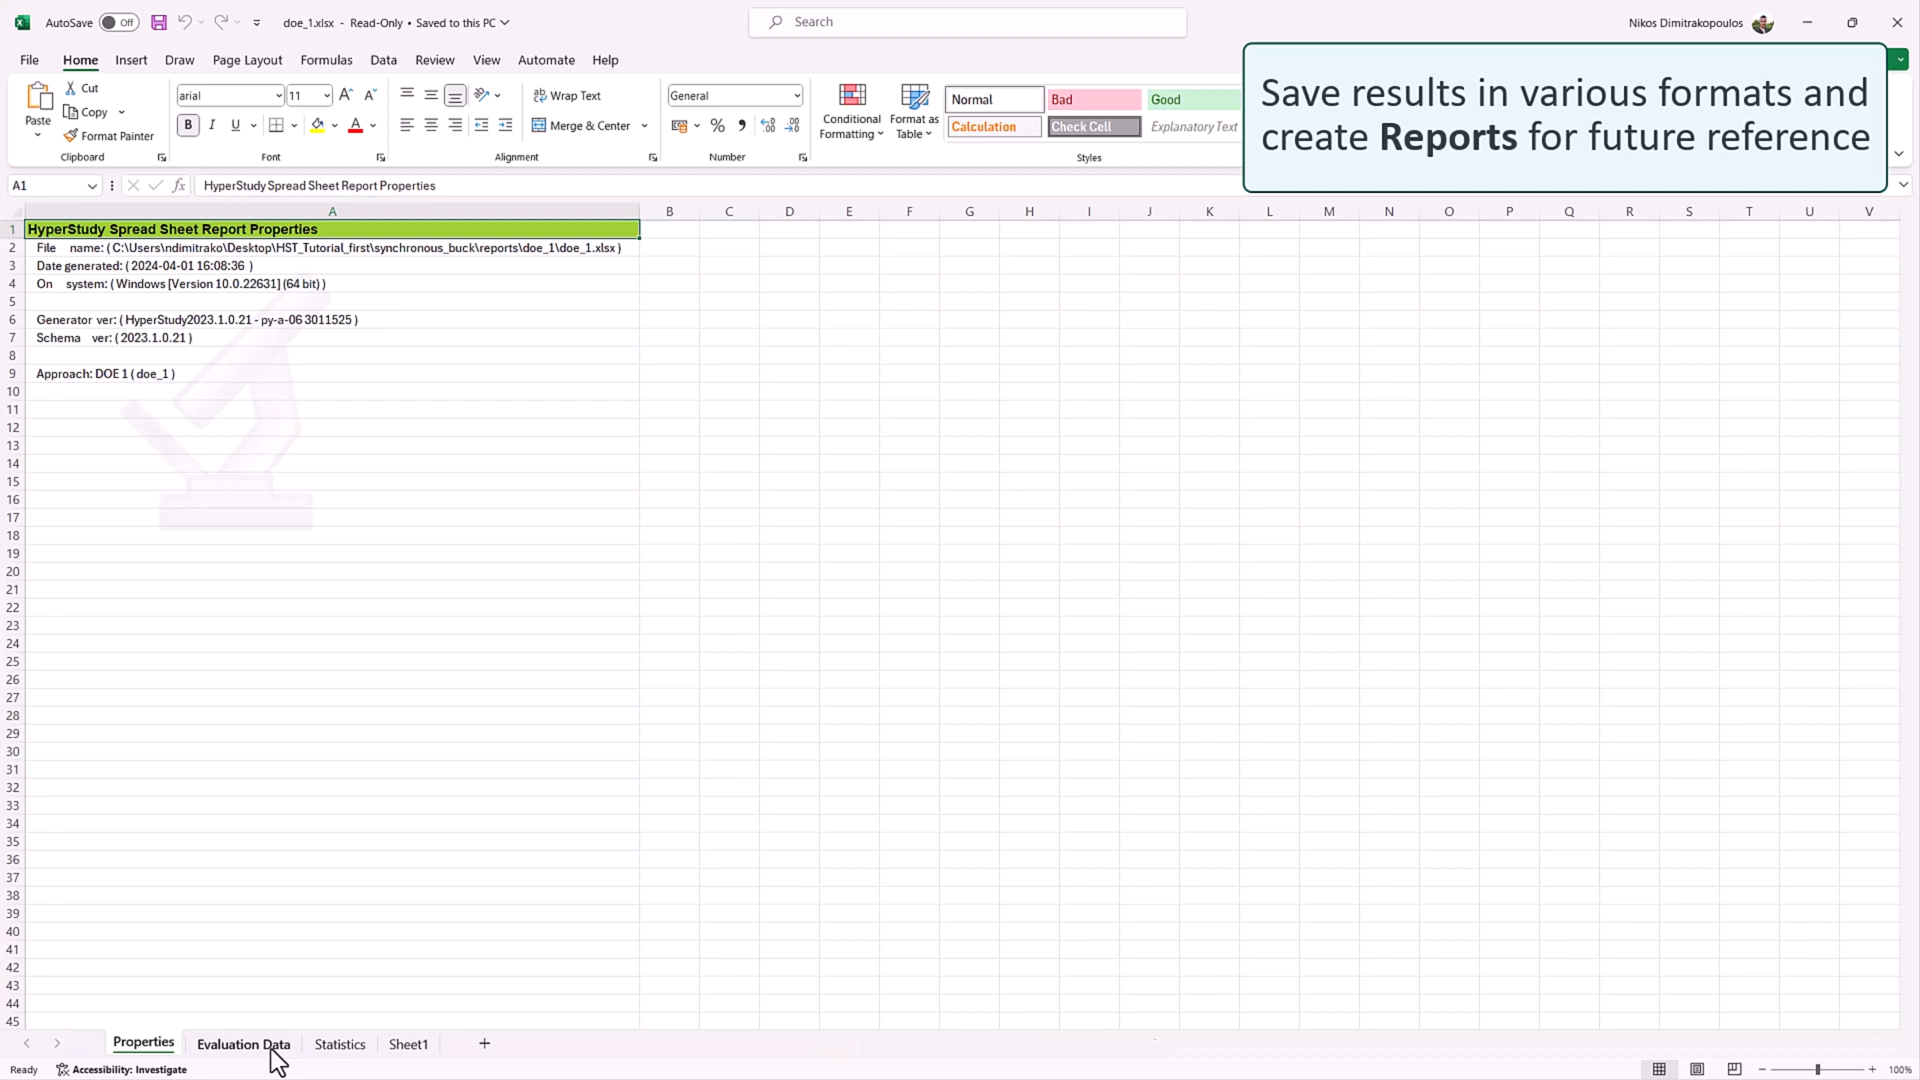 AutoSave Off doe_1.xlsx - Read-Only • Saved to this PC Search Nikos Dimitrakopoulos
File Home Insert Draw Page Layout Formulas Data Review View Automate Help
Save results in various formats and
create Reports for future reference
Paste Cut
Copy
Format Painter
Clipboard
arial 11
B I U A
Font
Wrap Text
Merge & Center
Alignment
General
%
Number
Conditional
Formatting
Format as
Table
Normal Bad Good
Calculation Check Cell Explanatory Text
Styles
A1 fx HyperStudy Spread Sheet Report Properties
A B C D E F G H I J K L M N O P Q R S T U V
1 HyperStudy Spread Sheet Report Properties
2 File name: ( C:\Users\ndimitrako\Desktop\HST_Tutorial_first\synchronous_buck\reports\doe_1\doe_1.xlsx )
3 Date generated: ( 2024-04-01 16:08:36 )
4 On system: ( Windows [Version 10.0.22631] (64 bit) )
5
6 Generator ver: ( HyperStudy2023.1.0.21 - py-a-06 3011525 )
7 Schema ver: ( 2023.1.0.21 )
8
9 Approach: DOE 1 ( doe_1 )
10
11
12
13
14
15
16
17
18
19
20
21
22
23
24
25
26
27
28
29
30
31
32
33
34
35
36
37
38
39
40
41
42
43
44
45
Properties Evaluation Data Statistics Sheet1
Ready Accessibility: Investigate 100%